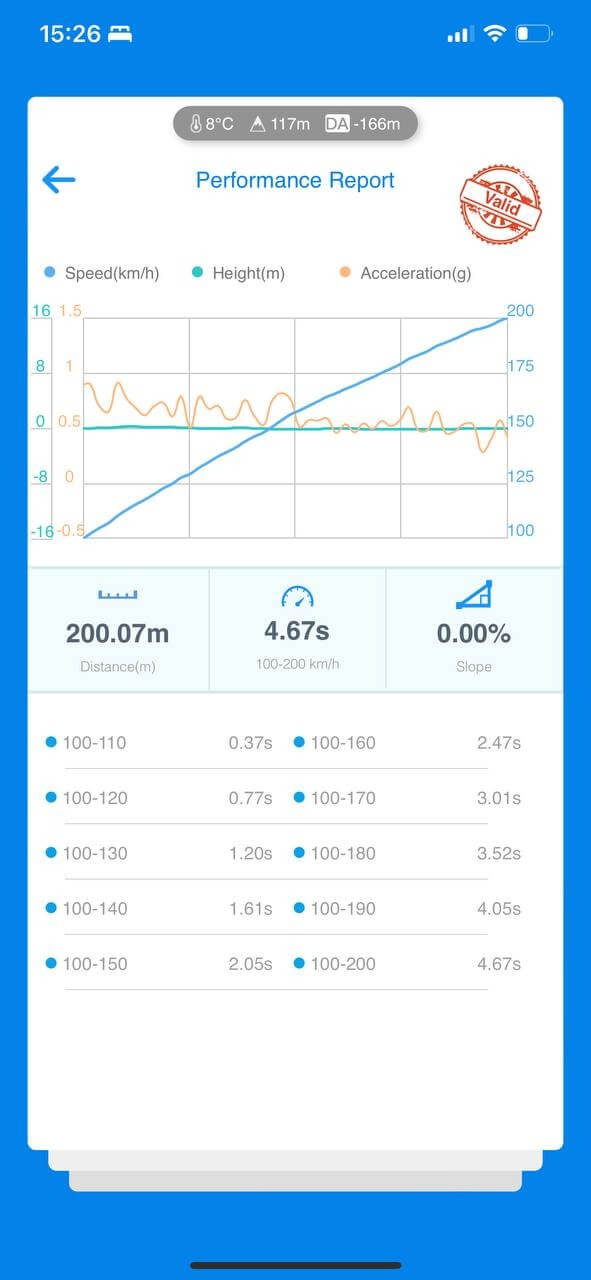 15:26
8°C 117m DA -166m
Performance Report
Valid
Speed(km/h) Height(m) Acceleration(g)
16 1.5 200
8 1 175
0 0.5 150
-8 0 125
-16 -0.5 100
200.07m 4.67s 0.00%
Distance(m) 100-200 km/h Slope
100-110 0.37s 100-160 2.47s
100-120 0.77s 100-170 3.01s
100-130 1.20s 100-180 3.52s
100-140 1.61s 100-190 4.05s
100-150 2.05s 100-200 4.67s